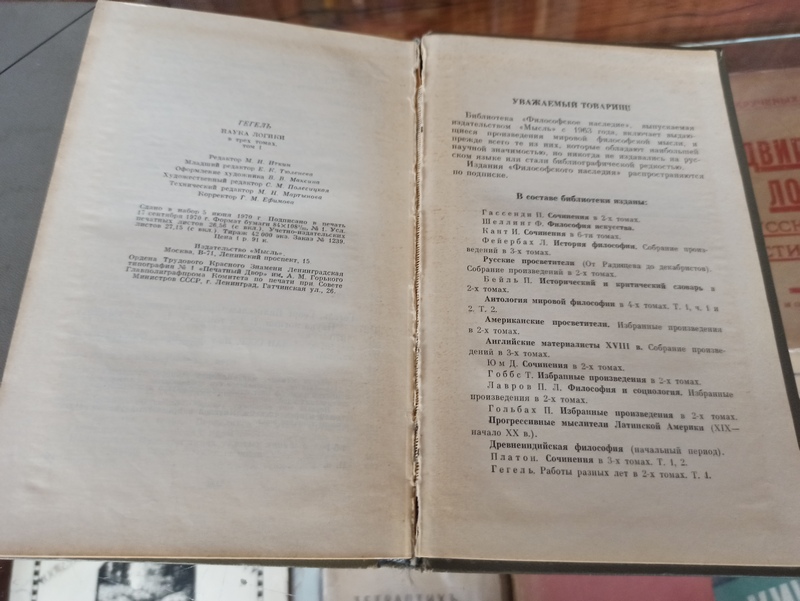 ГЕГЕЛЬ
НАУКА ЛОГИКИ
в трех томах,
том 1
Редактор М. И. Иткин
Младший редактор Е. К. Тюленева
Оформление художника В. В. Максина
Художественный редактор С. М. Полесицкая
Технический редактор М. Н. Мартынова
Корректор Г. М. Ефимова
Сдано в набор 5 июня 1970 г. Подписано в печать
17 сентября 1970 г. Формат бумаги 84×108 1/32, № 1. Усл.
печатных листов 26,56 (с вкл.). Учетно-издательских
листов 27,15 (с вкл.). Тираж 42 000 экз. Заказ № 1239.
Цена 1 р. 91 к.
Издательство «Мысль».
Москва, В-71, Ленинский проспект, 15
Ордена Трудового Красного Знамени Ленинградская
типография № 1 «Печатный Двор» им. А. М. Горького
Главполиграфпрома Комитета по печати при Совете
Министров СССР, г. Ленинград, Гатчинская ул., 26.
УВАЖАЕМЫЙ ТОВАРИЩ!
Библиотека «Философское наследие», выпускаемая
издательством «Мысль» с 1963 года, включает выдаю-
щиеся произведения мировой философской мысли, и
прежде всего те из них, которые обладают наибольшей
научной значимостью, но никогда не издавались на рус-
ском языке или стали библиографической редкостью.
Издания «Философского наследия» распространяются
по подписке.
В составе библиотеки изданы:
Гассенди П. Сочинения в 2-х томах.
Шеллинг Ф. Философия искусства.
Кант И. Сочинения в 6-ти томах.
Фейербах Л. История философии. Собрание произ-
ведений в 3-х томах.
Русские просветители (От Радищева до декабристов).
Собрание произведений в 2-х томах.
Бейль П. Исторический и критический словарь в
2-х томах.
Антология мировой философии в 4-х томах. Т. 1, ч. 1 и
2. Т. 2.
Американские просветители. Избранные произведения
в 2-х томах.
Английские материалисты XVIII в. Собрание произве-
дений в 3-х томах.
Юм Д. Сочинения в 2-х томах.
Гоббс Т. Избранные произведения в 2-х томах.
Лавров П. Л. Философия и социология. Избранные
произведения в 2-х томах.
Гольбах П. Избранные произведения в 2-х томах.
Прогрессивные мыслители Латинской Америки (XIX—
начало XX в.).
Древнеиндийская философия (начальный период).
Платон. Сочинения в 3-х томах. Т. 1, 2.
Гегель. Работы разных лет в 2-х томах. Т. 1.